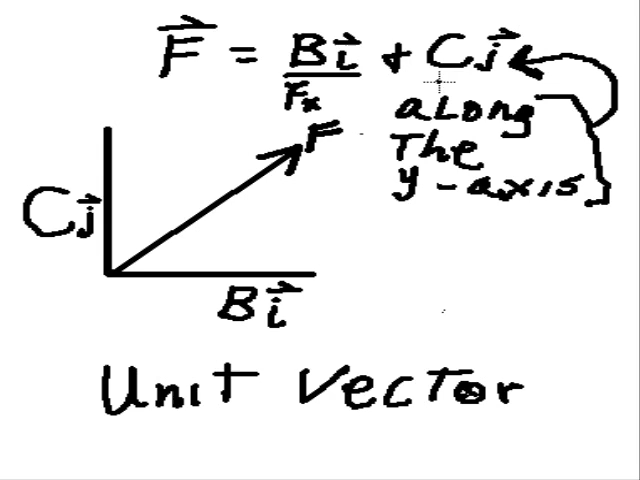 F⃗ = Bi⃗ + Cj⃗
Fx
along
The
y-axis
F
Cj⃗
Bi⃗
Unit Vector